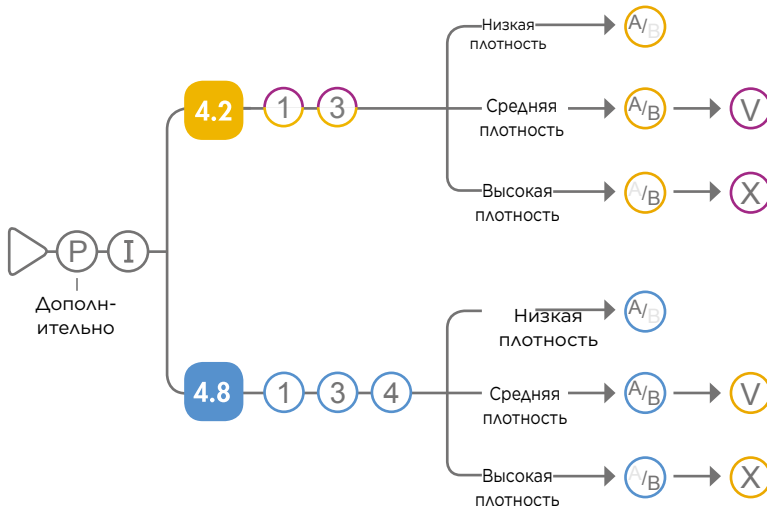 Низкая
плотность
A/B
4.2
1
3
Средняя
плотность
A/B
V
Высокая
плотность
A/B
X
P
I
Дополн-
ительно
Низкая
плотность
A/B
4.8
1
3
4
Средняя
плотность
A/B
V
Высокая
плотность
A/B
X